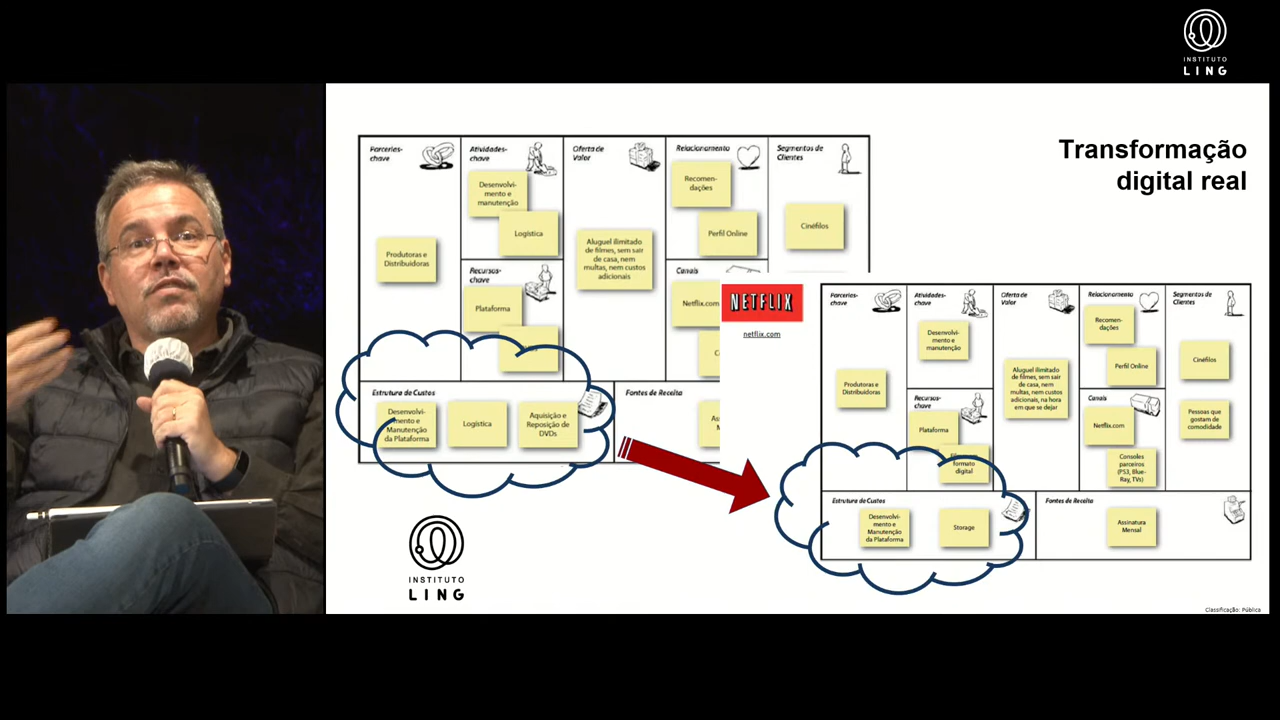 INSTITUTO
LING
Transformação
digital real
Parcerias-
chave
Atividades-
chave
Oferta de
Valor
Relacionamento
Segmentos de
Clientes
Desenvolvi-
mento e
manutenção
Logística
Recomen-
dações
Perfil Online
Cinéfilos
Produtoras e
Distribuidoras
Aluguel ilimitado
de filmes, sem sair
de casa, nem
multas, nem custos
adicionais
Recursos-
chave
Plataforma
Canais
Netflix.com
Estrutura de Custos
Desenvolvi-
mento e
Manutenção
da Plataforma
Logística
Aquisição e
Reposição de
DVDs
Fontes de Receita
NETFLIX
netflix.com
Parcerias-
chave
Atividades-
chave
Oferta de
Valor
Relacionamento
Segmentos de
Clientes
Desenvolvi-
mento e
manutenção
Recomen-
dações
Perfil Online
Cinéfilos
Produtoras e
Distribuidoras
Aluguel ilimitado
de filmes, sem sair
de casa, nem
multas, nem custos
adicionais, na hora
em que se dejar
Recursos-
chave
Plataforma
formato
digital
Canais
Netflix.com
Consoles
parceiros
(PS3, Blue-
Ray, TVs)
Pessoas que
gostam de
comodidade
Estrutura de Custos
Desenvolvi-
mento e
Manutenção
da Plataforma
Storage
Fontes de Receita
Assinatura
Mensal
INSTITUTO
LING
Classificação: Pública